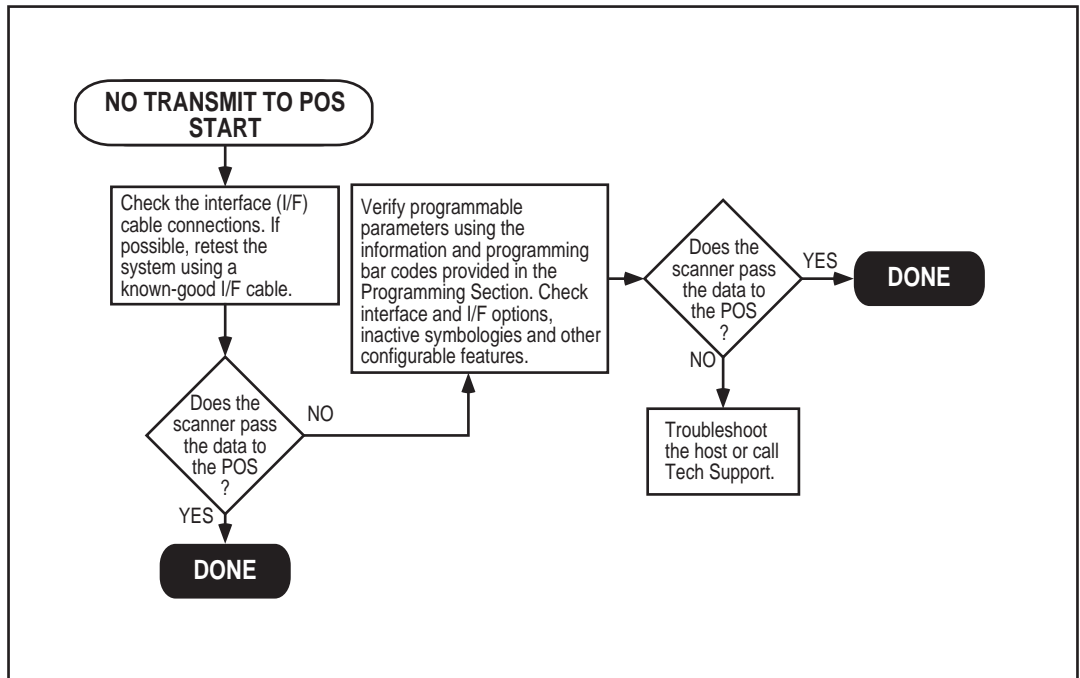 NO TRANSMIT TO POS
START
Check the interface (I/F)
cable connections. If
possible, retest the
system using a
known-good I/F cable.
Does the
scanner pass
the data to
the POS
?
NO
YES
DONE
Verify programmable
parameters using the
information and programming
bar codes provided in the
Programming Section. Check
interface and I/F options,
inactive symbologies and other
configurable features.
Does the
scanner pass
the data to
the POS
?
YES
DONE
NO
Troubleshoot
the host or call
Tech Support.